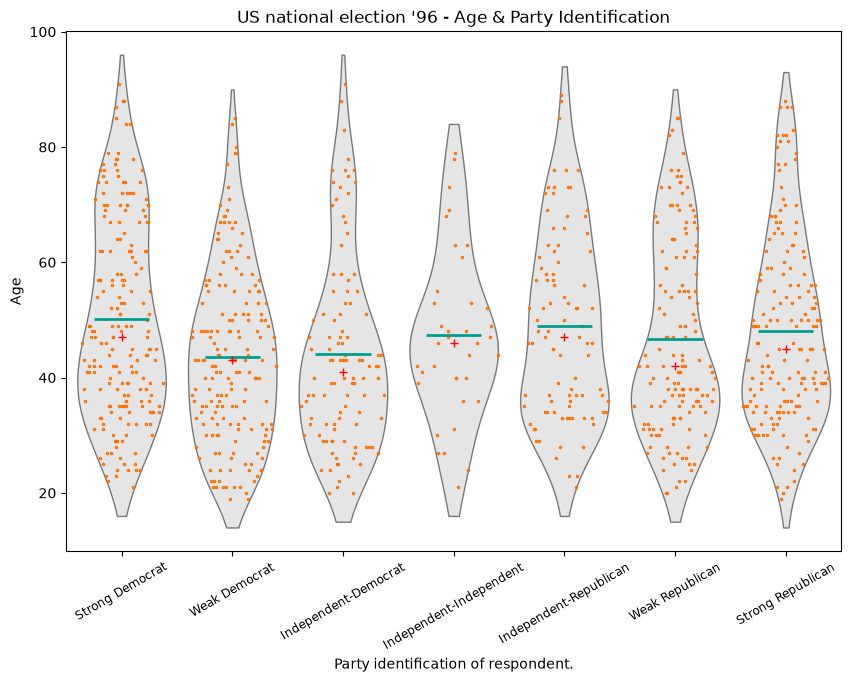 US national election '96 - Age & Party Identification
100
80
60
40
20
Age
Strong Democrat
Weak Democrat
Independent-Democrat
Independent-Independent
Independent-Republican
Weak Republican
Strong Republican
Party identification of respondent.